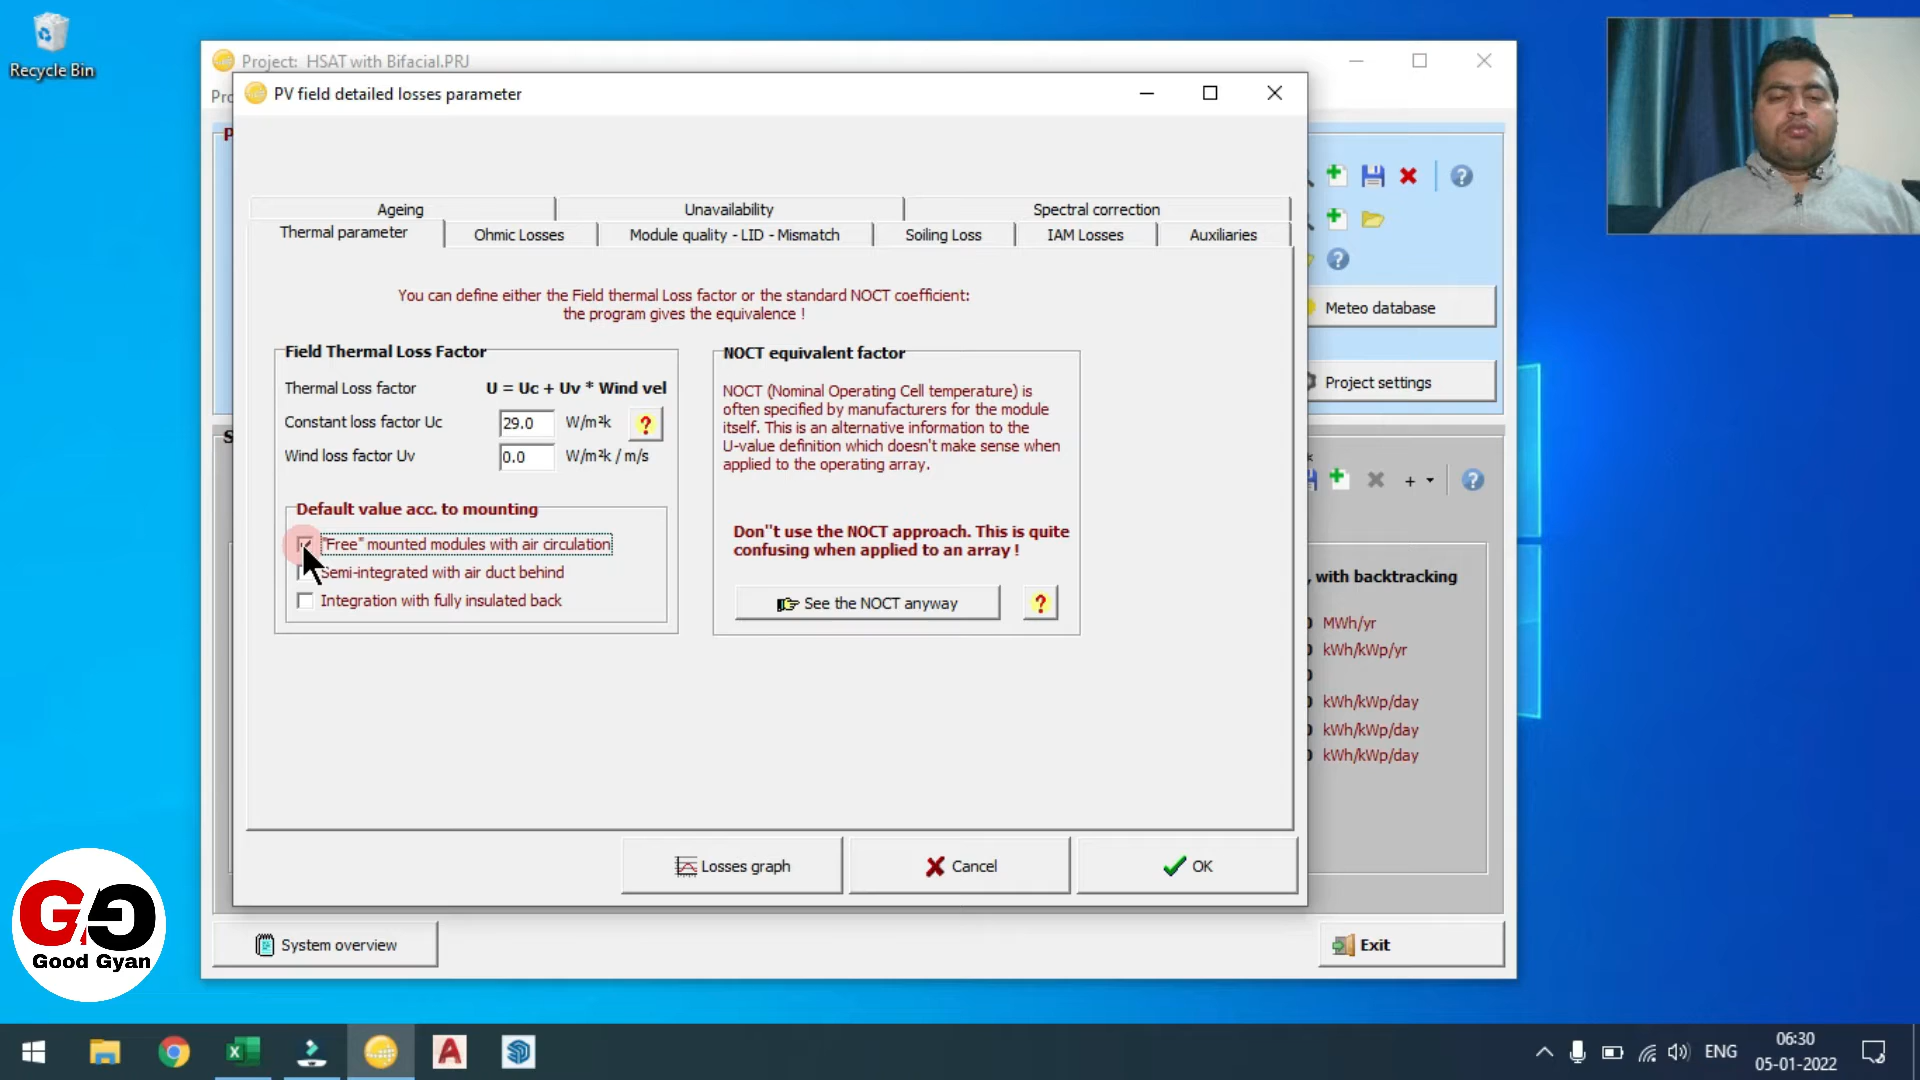 Recycle Bin
Project: HSAT with Bifacial.PRJ
PV field detailed losses parameter
Ageing
Unavailability
Spectral correction
Thermal parameter
Ohmic Losses
Module quality - LID - Mismatch
Soiling Loss
IAM Losses
Auxiliaries
You can define either the Field thermal Loss factor or the standard NOCT coefficient:
the program gives the equivalence !
Field Thermal Loss Factor
Thermal Loss factor U = Uc + Uv * Wind vel
Constant loss factor Uc 29.0 W/m²k ?
Wind loss factor Uv 0.0 W/m²k / m/s
Default value acc. to mounting
"Free" mounted modules with air circulation
Semi-integrated with air duct behind
Integration with fully insulated back
NOCT equivalent factor
NOCT (Nominal Operating Cell temperature) is
often specified by manufacturers for the module
itself. This is an alternative information to the
U-value definition which doesn't make sense when
applied to the operating array.
Don''t use the NOCT approach. This is quite
confusing when applied to an array !
See the NOCT anyway ?
Losses graph
Cancel
OK
Meteo database
Project settings
, with backtracking
MWh/yr
kWh/kWp/yr
kWh/kWp/day
kWh/kWp/day
kWh/kWp/day
System overview
Exit
GG
Good Gyan
ENG
06:30
05-01-2022